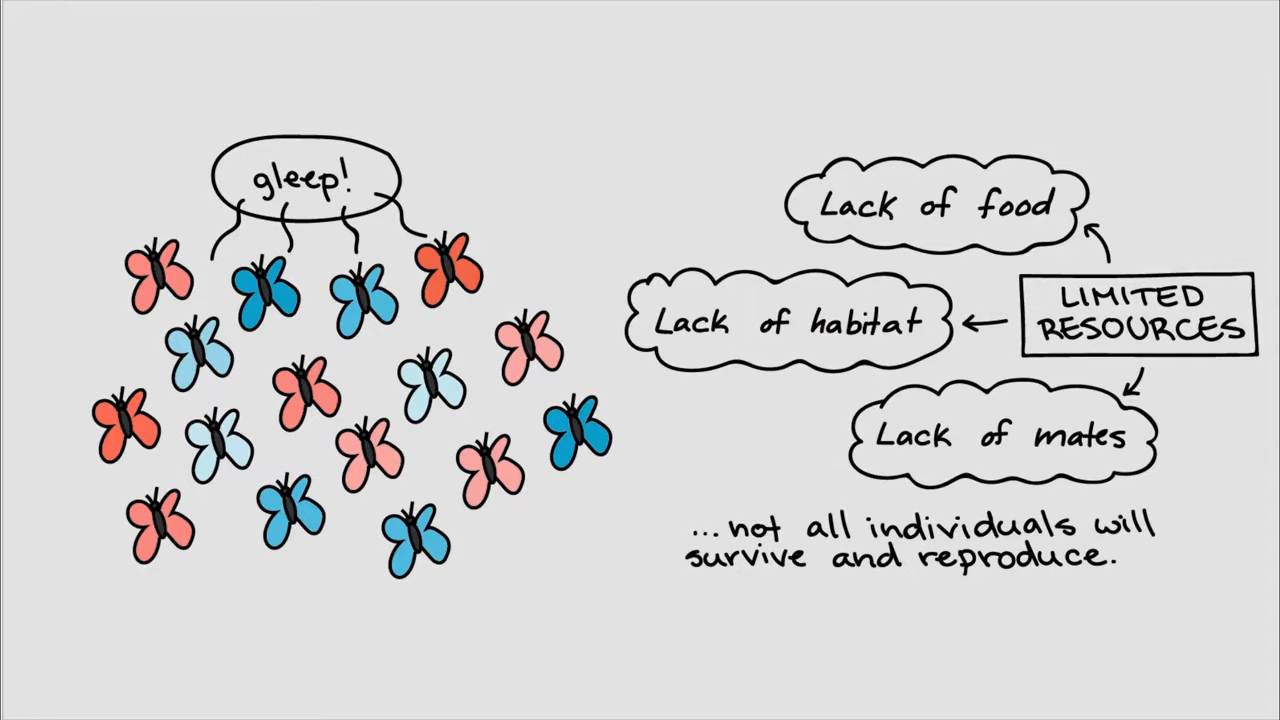 gleep!
Lack of food
LIMITED
RESOURCES
Lack of habitat
Lack of mates
...not all individuals will
survive and reproduce.